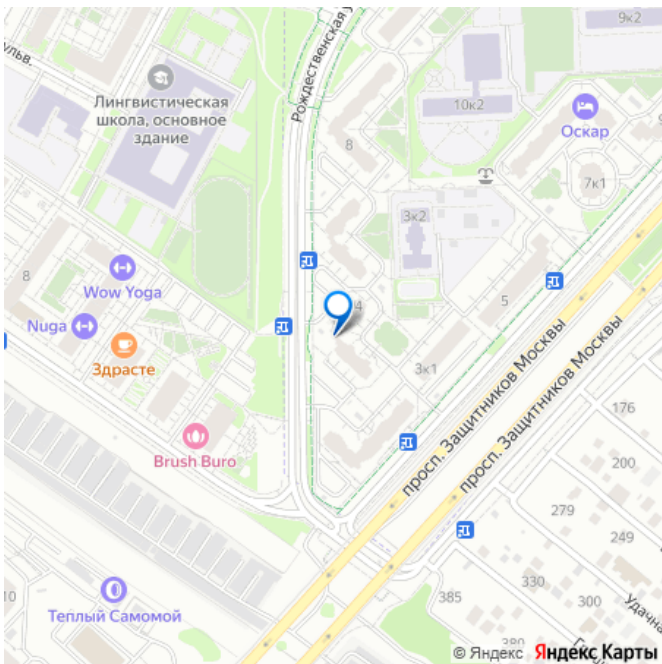 9к2
Рождественская у
ульв.
Лингвистическая
школа, основное
здание
10к2
Оскар
8
7к1
3к2
8
Wow Yoga
Nuga
Здрасте
4
5
3к1
просп. Защитников Москвы
просп. Защитников Москвы
Brush Buro
176
200
279
249
330
300
385
380
Удачна
10
Теплый Самомой
© Яндекс Яндекс Карты